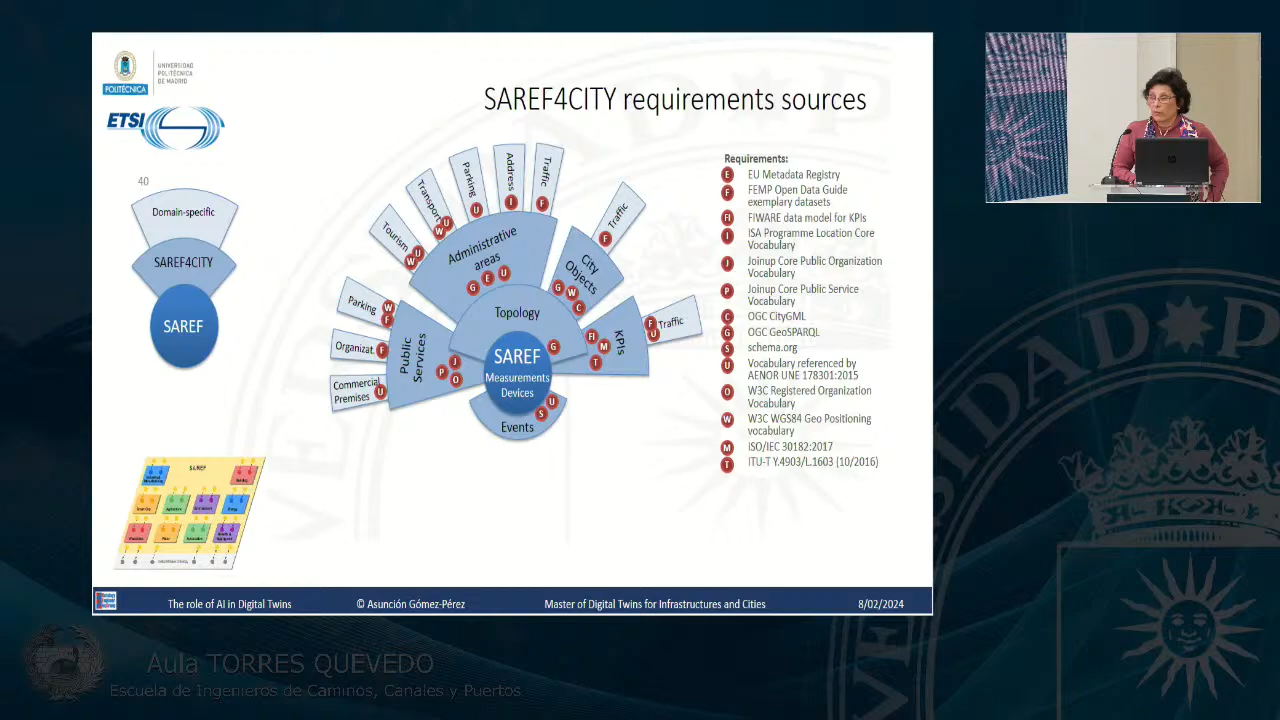 UNIVERSIDAD
POLITÉCNICA
DE MADRID
POLITÉCNICA
ETSI
SAREF4CITY requirements sources
40
Domain-specific
SAREF4CITY
SAREF
Traffic
F
Address
I
Parking
U
Transport
U
W
Tourism
U
W
Administrative
areas
G
E
U
Traffic
F
City
Objects
G
W
C
Parking
W
F
Organizat.
F
Commercial
Premises
U
Public
Services
J
P
O
Topology
G
KPIs
FI
M
T
Traffic
F
U
SAREF
Measurements
Devices
Events
U
S
Requirements:
E EU Metadata Registry
F FEMP Open Data Guide
exemplary datasets
FI FIWARE data model for KPIs
I ISA Programme Location Core
Vocabulary
J Joinup Core Public Organization
Vocabulary
P Joinup Core Public Service
Vocabulary
C OGC CityGML
G OGC GeoSPARQL
S schema.org
U Vocabulary referenced by
AENOR UNE 178301:2015
O W3C Registered Organization
Vocabulary
W W3C WGS84 Geo Positioning
vocabulary
M ISO/IEC 30182:2017
T ITU-T Y.4903/L.1603 (10/2016)
SAREF
The role of AI in Digital Twins
© Asunción Gómez-Pérez
Master of Digital Twins for Infrastructures and Cities
8/02/2024
Aula TORRES QUEVEDO
Escuela de Ingenieros de Caminos, Canales y Puertos